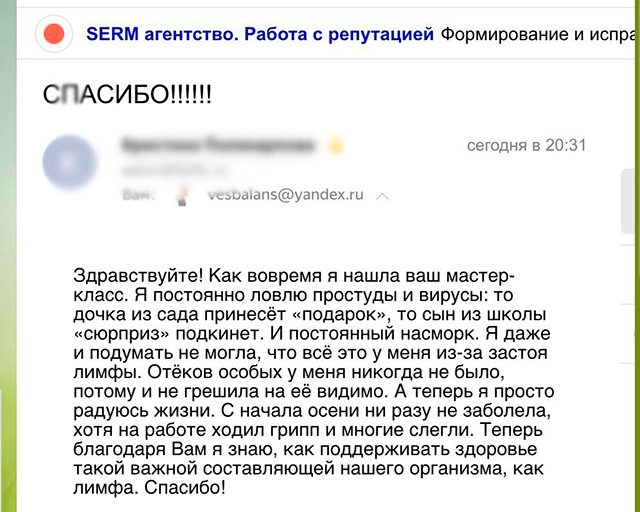 SERM агентство. Работа с репутацией Формирование и испра
СПАСИБО!!!!!!
сегодня в 20:31
Вам: vesbalans@yandex.ru
Здравствуйте! Как вовремя я нашла ваш мастер-
класс. Я постоянно ловлю простуды и вирусы: то
дочка из сада принесёт «подарок», то сын из школы
«сюрприз» подкинет. И постоянный насморк. Я даже
и подумать не могла, что всё это у меня из-за застоя
лимфы. Отёков особых у меня никогда не было,
потому и не грешила на её видимо. А теперь я просто
радуюсь жизни. С начала осени ни разу не заболела,
хотя на работе ходил грипп и многие слегли. Теперь
благодаря Вам я знаю, как поддерживать здоровье
такой важной составляющей нашего организма, как
лимфа. Спасибо!